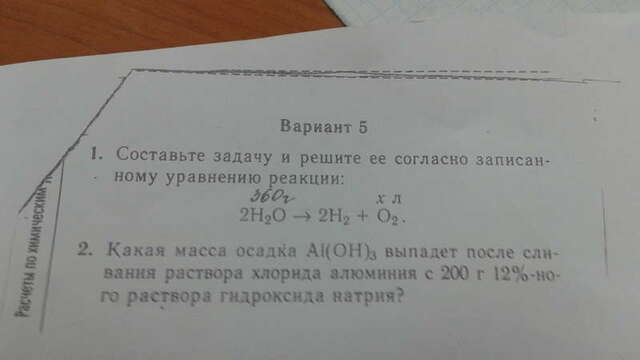 Вариант 5
1. Составьте задачу и решите ее согласно записан-
ному уравнению реакции:
360г x л
2H₂O → 2H₂ + O₂.
2. Какая масса осадка Al(OH)₃ выпадет после сли-
вания раствора хлорида алюминия с 200 г 12%-но-
го раствора гидроксида натрия?
Расчеты по химическим